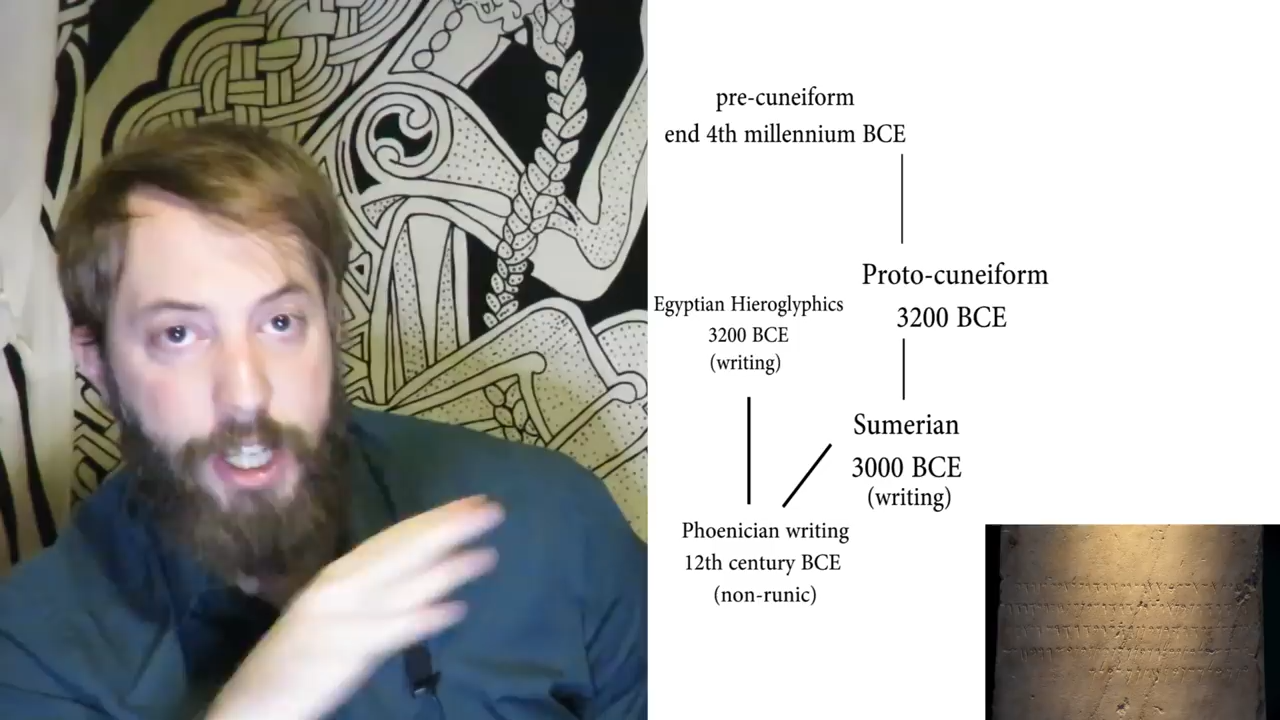 pre-cuneiform
end 4th millennium BCE
Proto-cuneiform
3200 BCE
Egyptian Hieroglyphics
3200 BCE
(writing)
Sumerian
3000 BCE
(writing)
Phoenician writing
12th century BCE
(non-runic)